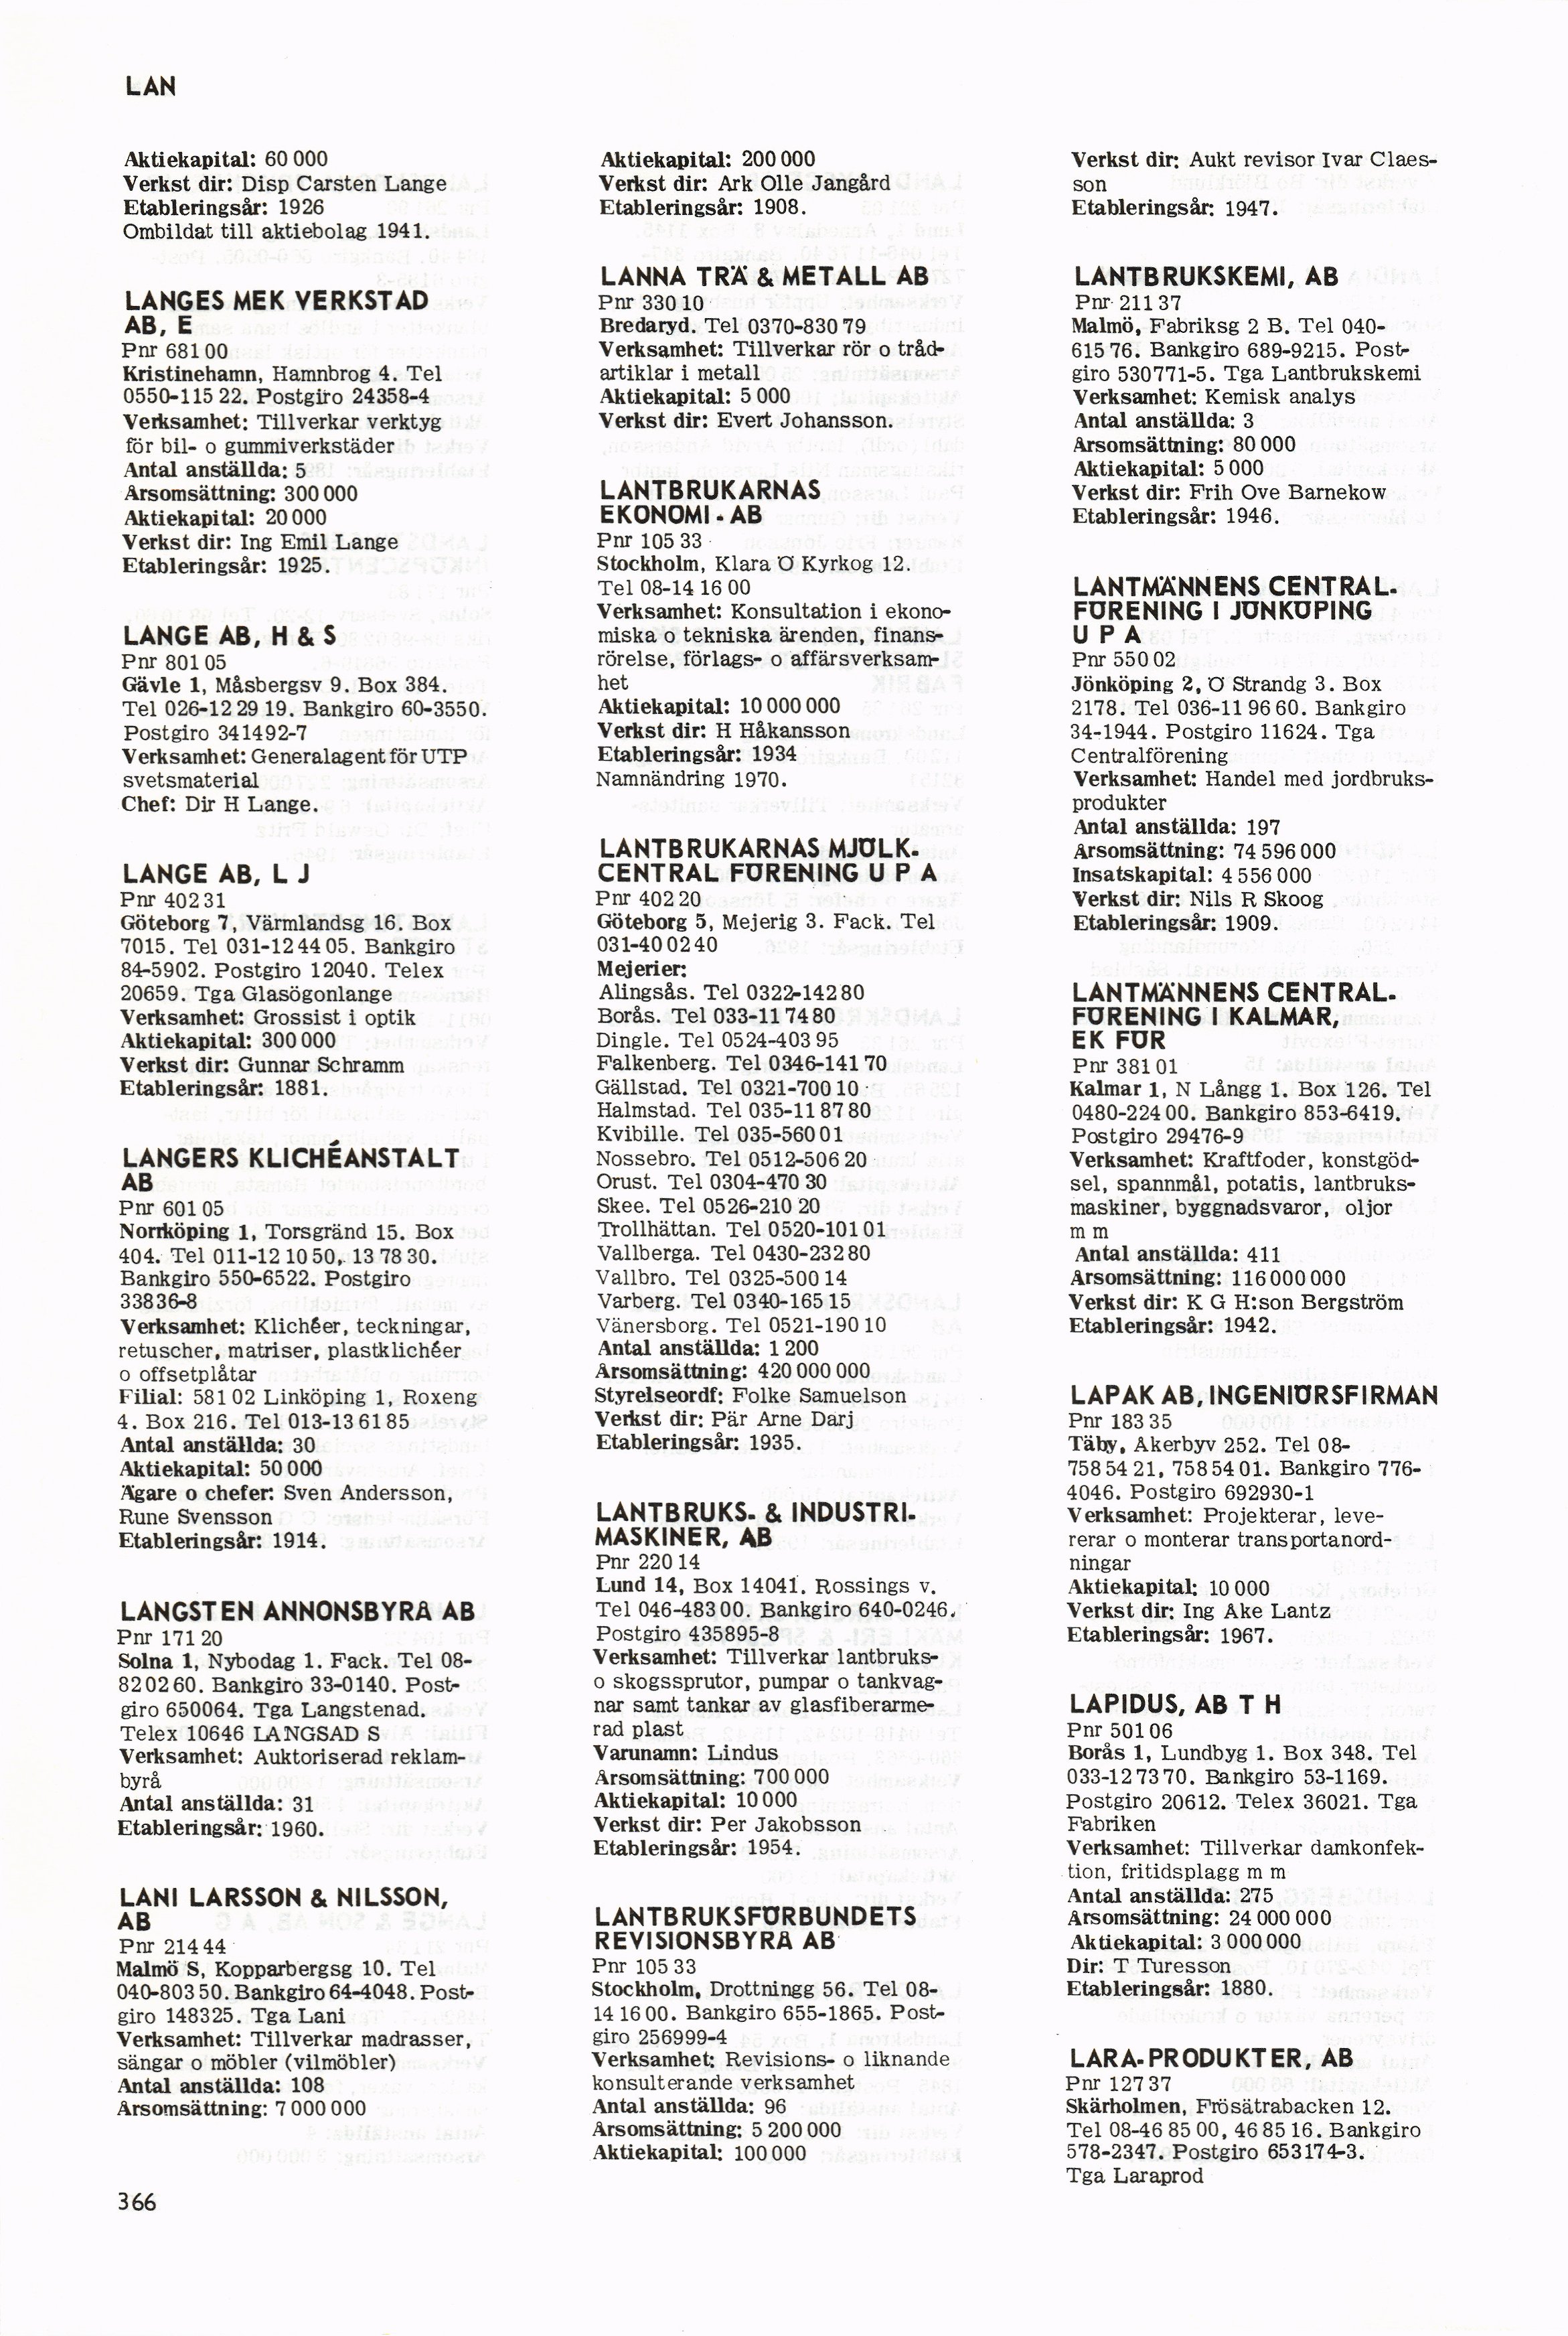 LAN
Aktiekapital: 60 000
Verkst dir: Disp Carsten Lange
Etableringsår: 1926
Ombildat till aktiebolag 1941.
LANGES MEK VERKSTAD
AB, E
Pnr 681 00
Kristinehamn, Hamnbrog 4. Tel
0550-115 22. Postgiro 24358-4
Verksamhet: Tillverkar verktyg
för bil- o gummiverkstäder
Antal anställda: 5
Årsomsättning: 300 000
Aktiekapital: 20 000
Verkst dir: Ing Emil Lange
Etableringsår: 1925.
LANGE AB, H & S
Pnr 801 05
Gävle 1, Måsbergsv 9. Box 384.
Tel 026-12 29 19. Bankgiro 60-3550.
Postgiro 341492-7
Verksamhet: Generalagent för UTP
svetsmaterial
Chef: Dir H Lange.
LANGE AB, L J
Pnr 402 31
Göteborg 7, Värmlandsg 16. Box
7015. Tel 031-12 44 05. Bankgiro
84-5902. Postgiro 12040. Telex
20659. Tga Glasögonlange
Verksamhet: Grossist i optik
Aktiekapital: 300 000
Verkst dir: Gunnar Schramm
Etableringsår: 1881.
LANGERS KLICHÉANSTALT
AB
Pnr 601 05
Norrköping 1, Torsgränd 15. Box
404. Tel 011-12 10 50, 13 78 30.
Bankgiro 550-6522. Postgiro
33836-8
Verksamhet: Klichéer, teckningar,
retuscher, matriser, plastklichéer
o offsetplåtar
Filial: 581 02 Linköping 1, Roxeng
4. Box 216. Tel 013-13 61 85
Antal anställda: 30
Aktiekapital: 50 000
Ägare o chefer: Sven Andersson,
Rune Svensson
Etableringsår: 1914.
LANGSTEN ANNONSBYRÅ AB
Pnr 171 20
Solna 1, Nybodag 1. Fack. Tel 08-
82 02 60. Bankgiro 33-0140. Post-
giro 650064. Tga Langstenad.
Telex 10646 LANGSAD S
Verksamhet: Auktoriserad reklam-
byrå
Antal anställda: 31
Etableringsår: 1960.
LANI LARSSON & NILSSON,
AB
Pnr 214 44
Malmö S, Kopparbergsg 10. Tel
040-803 50. Bankgiro 64-4048. Post-
giro 148325. Tga Lani
Verksamhet: Tillverkar madrasser,
sängar o möbler (vilmöbler)
Antal anställda: 108
Årsomsättning: 7 000 000
366
Aktiekapital: 200 000
Verkst dir: Ark Olle Jangård
Etableringsår: 1908.
LANNA TRÄ & METALL AB
Pnr 330 10
Bredaryd. Tel 0370-830 79
Verksamhet: Tillverkar rör o tråd-
artiklar i metall
Aktiekapital: 5 000
Verkst dir: Evert Johansson.
LANTBRUKARNAS
EKONOMI-AB
Pnr 105 33
Stockholm, Klara Ö Kyrkog 12.
Tel 08-14 16 00
Verksamhet: Konsultation i ekono-
miska o tekniska ärenden, finans-
rörelse, förlags- o affärsverksam-
het
Aktiekapital: 10 000 000
Verkst dir: H Håkansson
Etableringsår: 1934
Namnändring 1970.
LANTBRUKARNAS MJÖLK-
CENTRAL FÖRENING U P A
Pnr 402 20
Göteborg 5, Mejerig 3. Fack. Tel
031-40 02 40
Mejerier:
Alingsås. Tel 0322-142 80
Borås. Tel 033-11 74 80
Dingle. Tel 0524-403 95
Falkenberg. Tel 0346-141 70
Gällstad. Tel 0321-700 10
Halmstad. Tel 035-11 87 80
Kvibille. Tel 035-560 01
Nossebro. Tel 0512-506 20
Orust. Tel 0304-470 30
Skee. Tel 0526-210 20
Trollhättan. Tel 0520-101 01
Vallberga. Tel 0430-232 80
Vallbro. Tel 0325-500 14
Varberg. Tel 0340-165 15
Vänersborg. Tel 0521-190 10
Antal anställda: 1 200
Årsomsättning: 420 000 000
Styrelseordf: Folke Samuelson
Verkst dir: Pär Arne Darj
Etableringsår: 1935.
LANTBRUKS- & INDUSTRI-
MASKINER, AB
Pnr 220 14
Lund 14, Box 14041. Rossings v.
Tel 046-483 00. Bankgiro 640-0246.
Postgiro 435895-8
Verksamhet: Tillverkar lantbruks-
o skogssprutor, pumpar o tankvag-
nar samt tankar av glasfiberarme-
rad plast
Varunamn: Lindus
Årsomsättning: 700 000
Aktiekapital: 10 000
Verkst dir: Per Jakobsson
Etableringsår: 1954.
LANTBRUKSFÖRBUNDETS
REVISIONSBYRÅ AB
Pnr 105 33
Stockholm, Drottningg 56. Tel 08-
14 16 00. Bankgiro 655-1865. Post-
giro 256999-4
Verksamhet: Revisions- o liknande
konsulterande verksamhet
Antal anställda: 96
Årsomsättning: 5 200 000
Aktiekapital: 100 000
Verkst dir: Aukt revisor Ivar Claes-
son
Etableringsår: 1947.
LANTBRUKSKEMI, AB
Pnr 211 37
Malmö, Fabriksg 2 B. Tel 040-
615 76. Bankgiro 689-9215. Post-
giro 530771-5. Tga Lantbrukskemi
Verksamhet: Kemisk analys
Antal anställda: 3
Årsomsättning: 80 000
Aktiekapital: 5 000
Verkst dir: Frih Ove Barnekow
Etableringsår: 1946.
LANTMÄNNENS CENTRAL-
FÖRENING I JÖNKÖPING
U P A
Pnr 550 02
Jönköping 2, Ö Strandg 3. Box
2178. Tel 036-11 96 60. Bankgiro
34-1944. Postgiro 11624. Tga
Centralförening
Verksamhet: Handel med jordbruks-
produkter
Antal anställda: 197
Årsomsättning: 74 596 000
Insatskapital: 4 556 000
Verkst dir: Nils R Skoog
Etableringsår: 1909.
LANTMÄNNENS CENTRAL-
FÖRENING I KALMAR,
EK FÖR
Pnr 381 01
Kalmar 1, N Långg 1. Box 126. Tel
0480-224 00. Bankgiro 853-6419.
Postgiro 29476-9
Verksamhet: Kraftfoder, konstgöd-
sel, spannmål, potatis, lantbruks-
maskiner, byggnadsvaror, oljor
m m
Antal anställda: 411
Årsomsättning: 116 000 000
Verkst dir: K G H:son Bergström
Etableringsår: 1942.
LAPAK AB, INGENIÖRSFIRMAN
Pnr 183 35
Täby, Åkerbyv 252. Tel 08-
758 54 21, 758 54 01. Bankgiro 776-
4046. Postgiro 692930-1
Verksamhet: Projekterar, leve-
rerar o monterar transportanord-
ningar
Aktiekapital: 10 000
Verkst dir: Ing Åke Lantz
Etableringsår: 1967.
LAPIDUS, AB T H
Pnr 501 06
Borås 1, Lundbyg 1. Box 348. Tel
033-12 73 70. Bankgiro 53-1169.
Postgiro 20612. Telex 36021. Tga
Fabriken
Verksamhet: Tillverkar damkonfek-
tion, fritidsplagg m m
Antal anställda: 275
Årsomsättning: 24 000 000
Aktiekapital: 3 000 000
Dir: T Turesson
Etableringsår: 1880.
LARA-PRODUKTER, AB
Pnr 127 37
Skärholmen, Frösätrabacken 12.
Tel 08-46 85 00, 46 85 16. Bankgiro
578-2347. Postgiro 653174-3.
Tga Laraprod